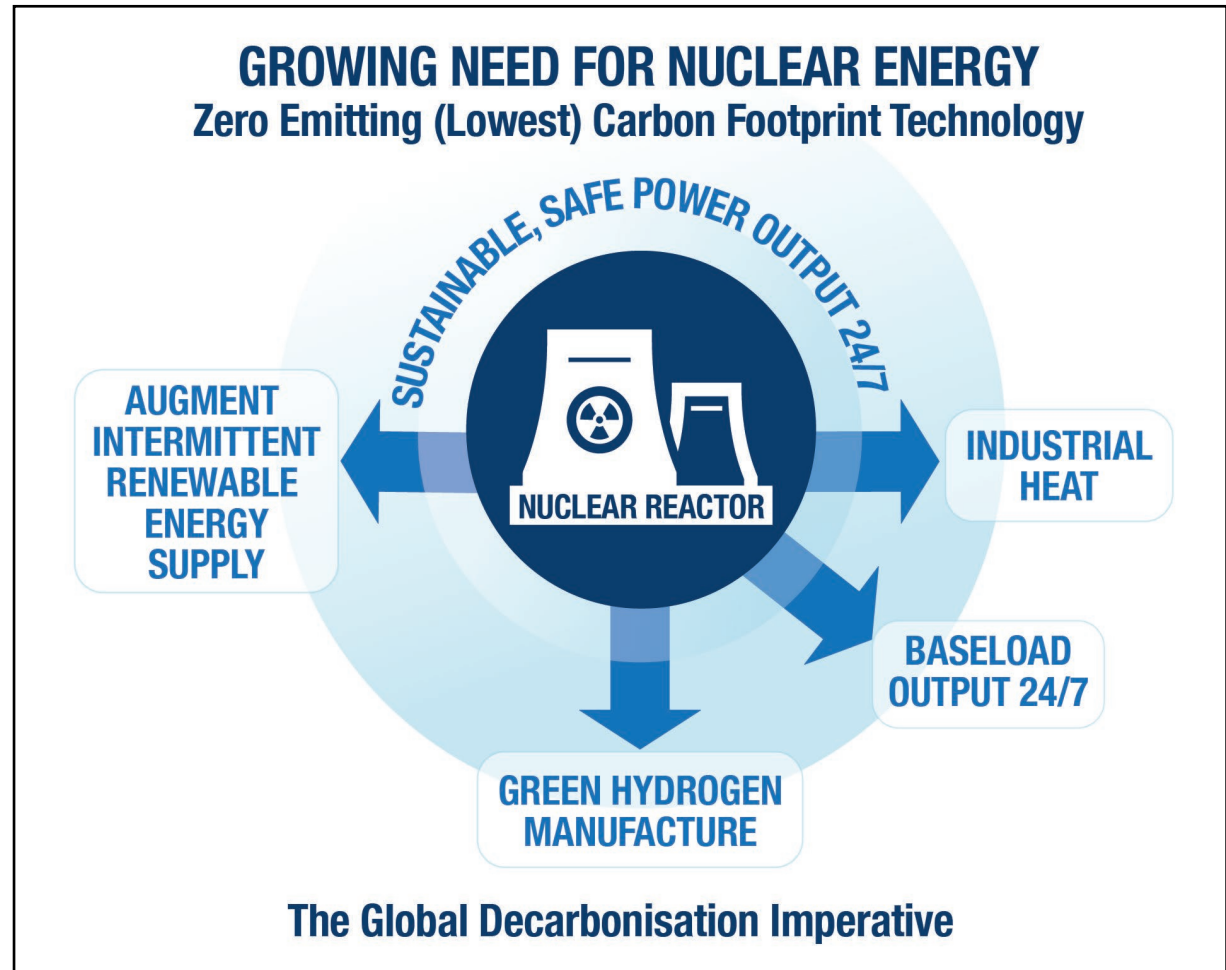 GROWING NEED FOR NUCLEAR ENERGY
Zero Emitting (Lowest) Carbon Footprint Technology
SUSTAINABLE, SAFE POWER OUTPUT 24/7
AUGMENT
INTERMITTENT
RENEWABLE
ENERGY
SUPPLY
NUCLEAR REACTOR
INDUSTRIAL
HEAT
BASELOAD
OUTPUT 24/7
GREEN HYDROGEN
MANUFACTURE
The Global Decarbonisation Imperative